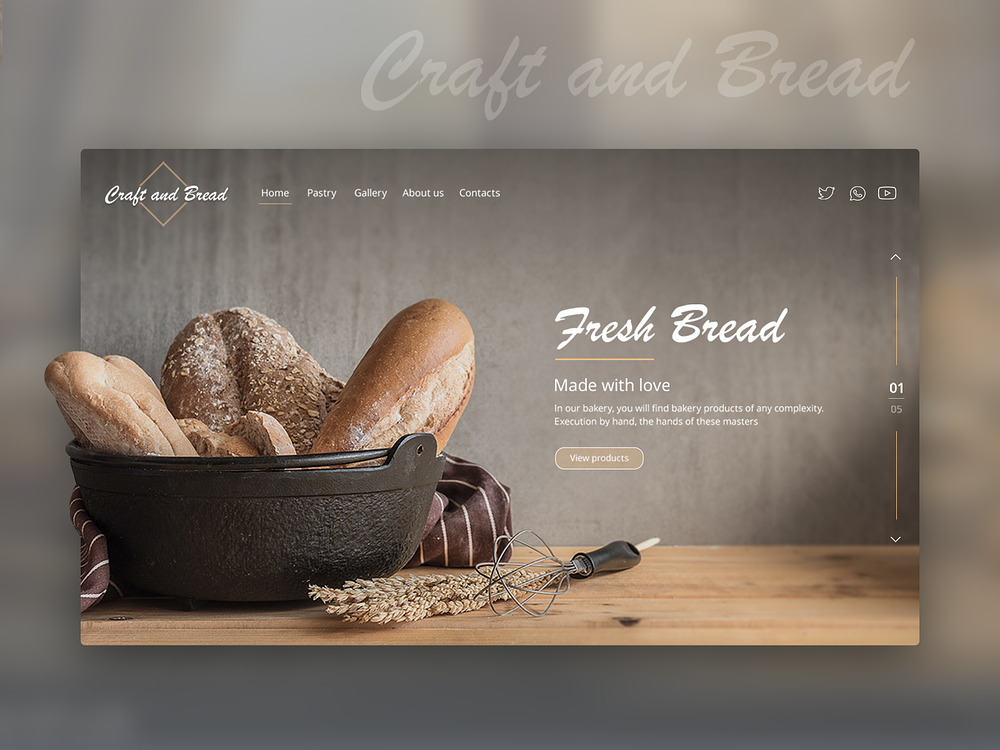 Craft and Bread
Craft and Bread
Home Pastry Gallery About us Contacts
Fresh Bread
Made with love
In our bakery, you will find bakery products of any complexity.
Execution by hand, the hands of these masters
View products
01
05